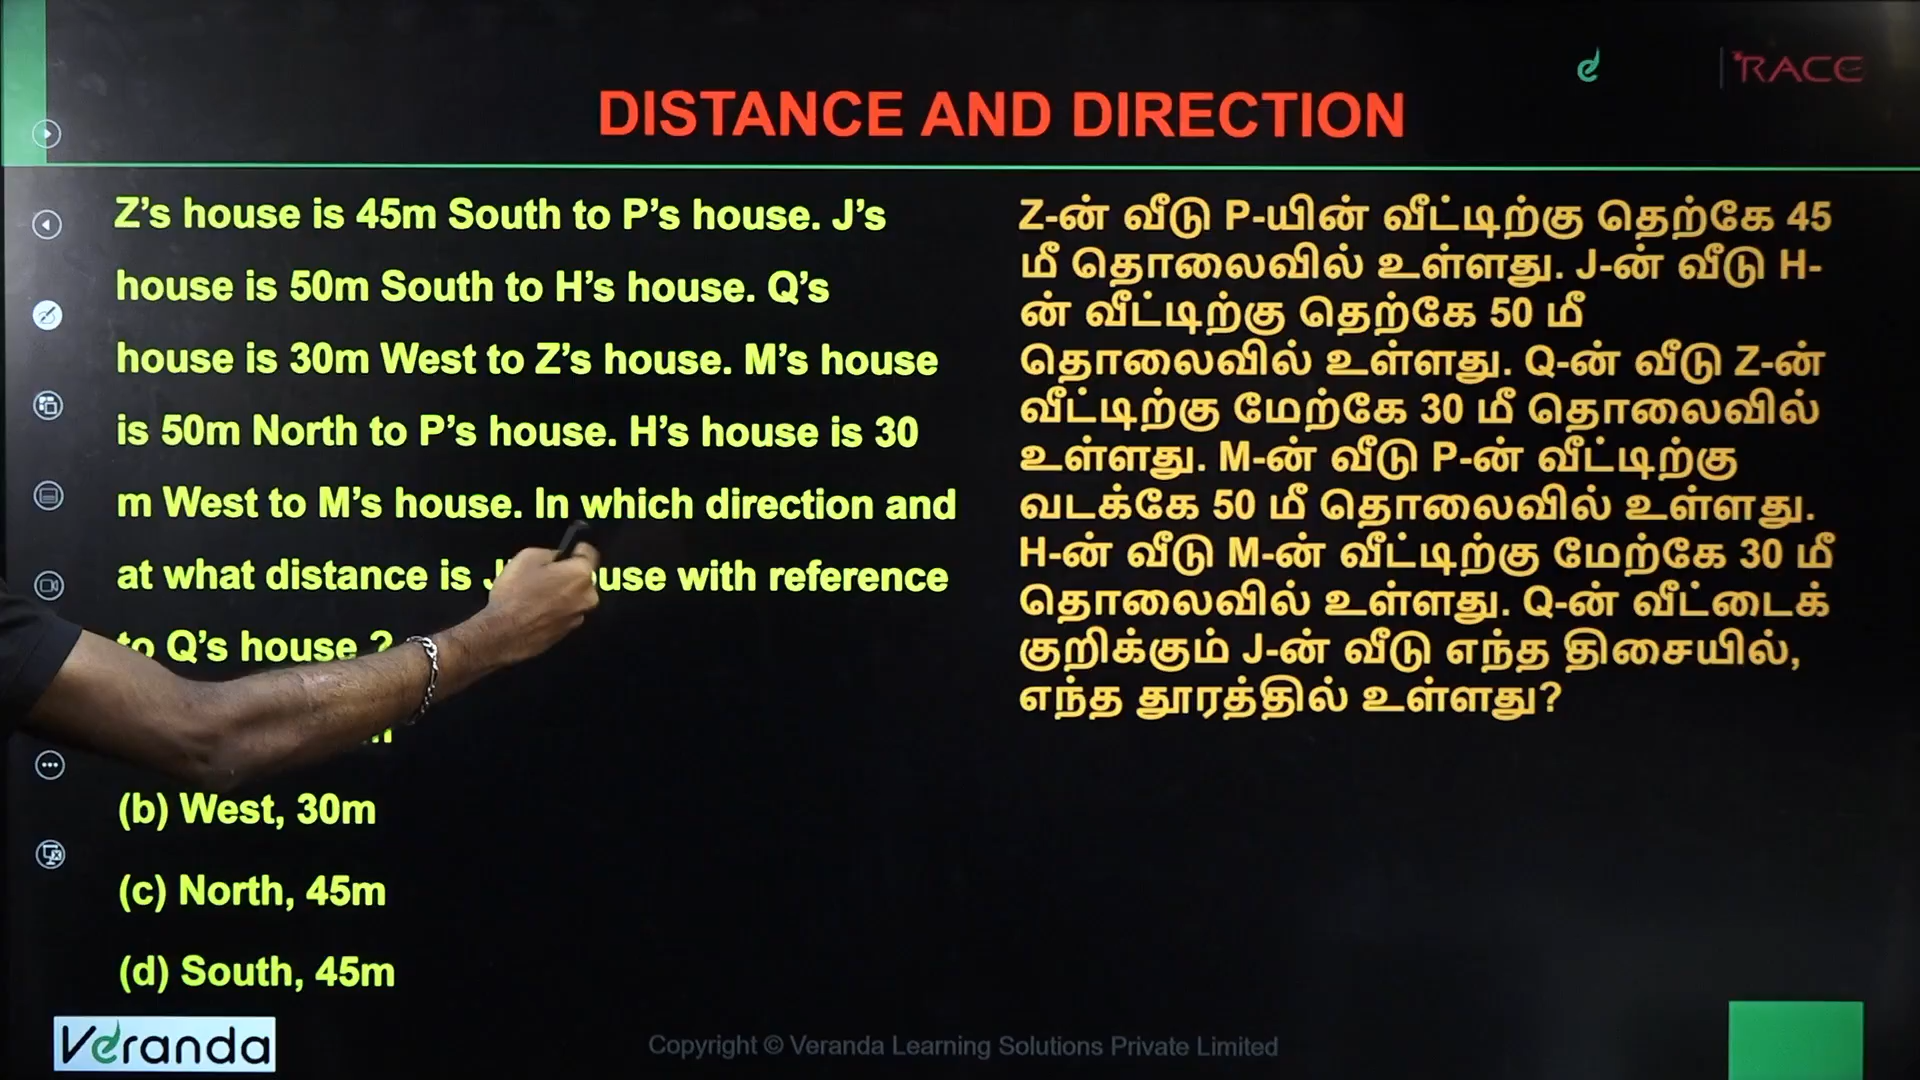 RACE
DISTANCE AND DIRECTION
Z’s house is 45m South to P’s house. J’s
house is 50m South to H’s house. Q’s
house is 30m West to Z’s house. M’s house
is 50m North to P’s house. H’s house is 30
m West to M’s house. In which direction and
at what distance is with reference
to Q’s house ?
(b) West, 30m
(c) North, 45m
(d) South, 45m
Z-ன் வீடு P-யின் வீட்டிற்கு தெற்கே 45
மீ தொலைவில் உள்ளது. J-ன் வீடு H-
ன் வீட்டிற்கு தெற்கே 50 மீ
தொலைவில் உள்ளது. Q-ன் வீடு Z-ன்
வீட்டிற்கு மேற்கே 30 மீ தொலைவில்
உள்ளது. M-ன் வீடு P-ன் வீட்டிற்கு
வடக்கே 50 மீ தொலைவில் உள்ளது.
H-ன் வீடு M-ன் வீட்டிற்கு மேற்கே 30 மீ
தொலைவில் உள்ளது. Q-ன் வீட்டைக்
குறிக்கும் J-ன் வீடு எந்த திசையில்,
எந்த தூரத்தில் உள்ளது?
Veranda
Copyright © Veranda Learning Solutions Private Limited